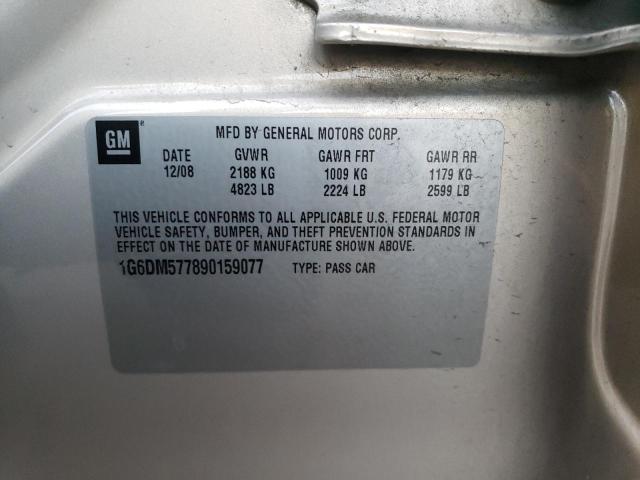 GM® MFD BY GENERAL MOTORS CORP.
DATE GVWR GAWR FRT GAWR RR
12/08 2188 KG 1009 KG 1179 KG
4823 LB 2224 LB 2599 LB
THIS VEHICLE CONFORMS TO ALL APPLICABLE U.S. FEDERAL MOTOR
VEHICLE SAFETY, BUMPER, AND THEFT PREVENTION STANDARDS IN
EFFECT ON THE DATE OF MANUFACTURE SHOWN ABOVE.
1G6DM577890159077 TYPE: PASS CAR